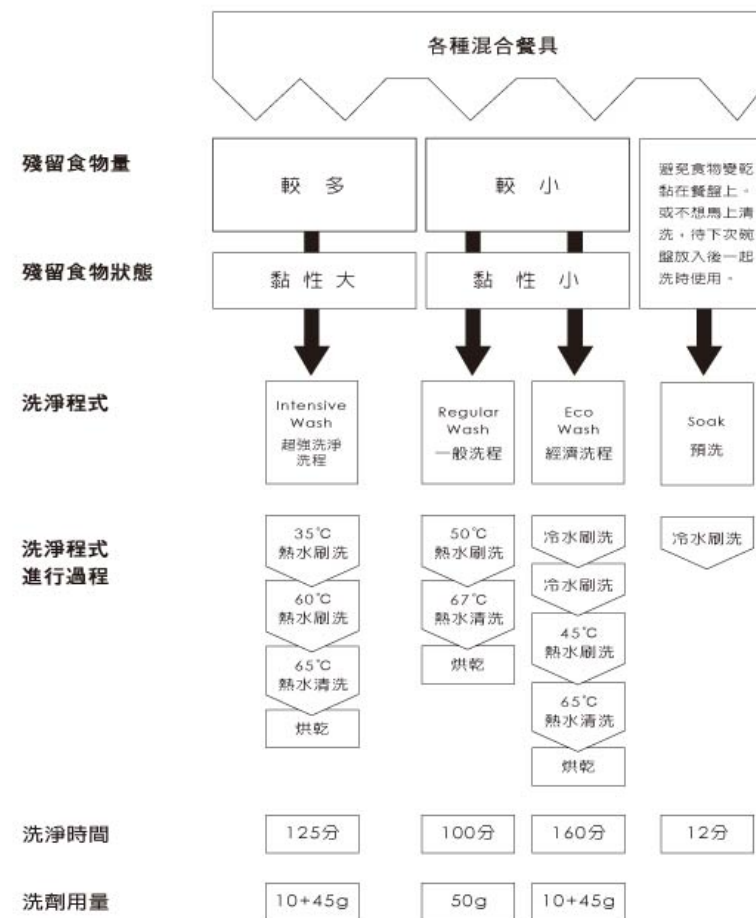 各種混合餐具
殘留食物量
較 多
較 小
避免食物變乾
黏在餐盤上。
或不想馬上清
洗，待下次碗
盤放入後一起
洗時使用。
殘留食物狀態
黏 性 大
黏 性 小
洗淨程式
Intensive
Wash
超強洗淨
洗程
Regular
Wash
一般洗程
Eco
Wash
經濟洗程
Soak
預洗
洗淨程式
進行過程
35℃
熱水刷洗
60℃
熱水刷洗
65℃
熱水清洗
烘乾
50℃
熱水刷洗
67℃
熱水清洗
烘乾
冷水刷洗
冷水刷洗
45℃
熱水刷洗
65℃
熱水清洗
烘乾
冷水刷洗
洗淨時間
125分
100分
160分
12分
洗劑用量
10+45g
50g
10+45g